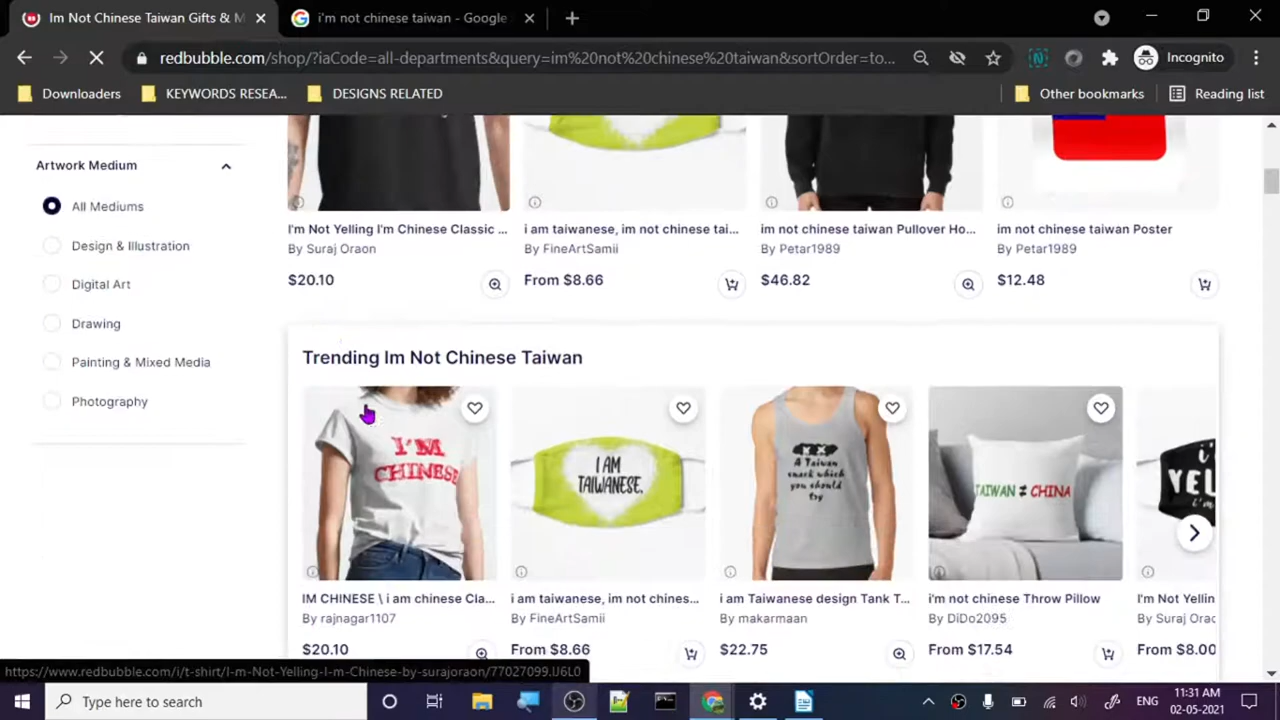 Im Not Chinese Taiwan Gifts & M
i'm not chinese taiwan - Google
redbubble.com/shop/?iaCode=all-departments&query=im%20not%20chinese%20taiwan&sortOrder=to...
Incognito
Downloaders
KEYWORDS RESEA...
DESIGNS RELATED
Other bookmarks
Reading list
Artwork Medium
All Mediums
Design & Illustration
Digital Art
Drawing
Painting & Mixed Media
Photography
I'm Not Yelling I'm Chinese Classic ...
By Suraj Oraon
$20.10
i am taiwanese, im not chinese tai...
By FineArtSamii
From $8.66
im not chinese taiwan Pullover Ho...
By Petar1989
$46.82
im not chinese taiwan Poster
By Petar1989
$12.48
Trending Im Not Chinese Taiwan
I'M
CHINESE
I AM
TAIWANESE.
A Taiwan
snack which
you should
try
TAIWAN ≠ CHINA
IM CHINESE \ i am chinese Cla...
By rajnagar1107
$20.10
i am taiwanese, im not chines...
By FineArtSamii
From $8.66
i am Taiwanese design Tank T...
By makarmaan
$22.75
i'm not chinese Throw Pillow
By DiDo2095
From $17.54
I'm Not Yellin
By Suraj Orao
From $8.00
https://www.redbubble.com/i/t-shirt/I-m-Not-Yelling-I-m-Chinese-by-surajoraon/77027099.IJ6L0
Type here to search
ENG
11:31 AM
02-05-2021